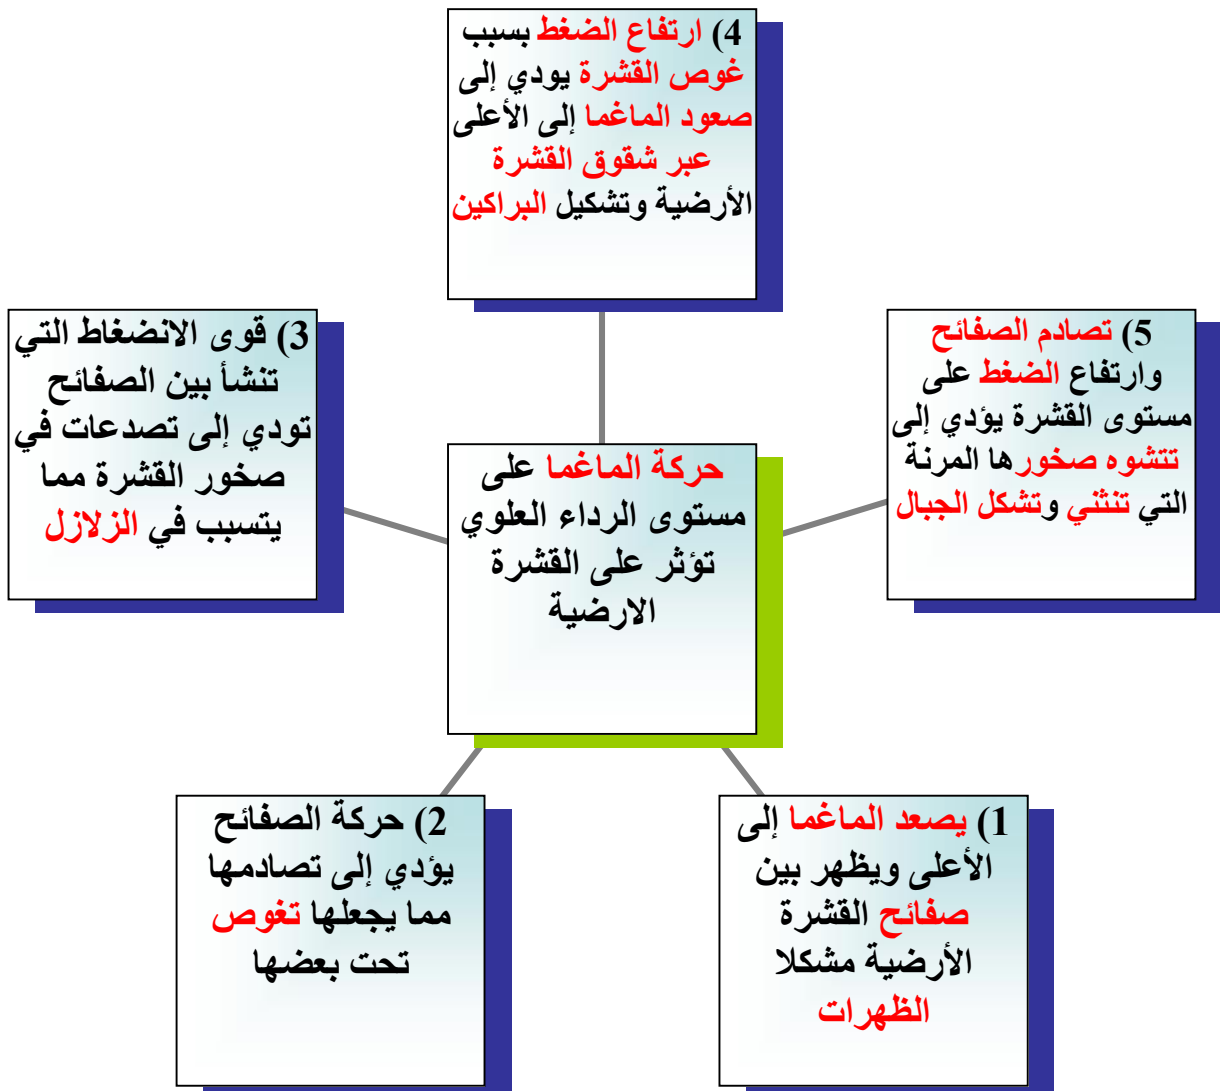 4) ارتفاع الضغط بسبب
غوص القشرة يودي إلى
صعود الماغما إلى الأعلى
عبر شقوق القشرة
الأرضية وتشكيل البراكين
5) تصادم الصفائح
وارتفاع الضغط على
مستوى القشرة يؤدي إلى
تتشوه صخورها المرنة
التي تنثني وتشكل الجبال
3) قوى الانضغاط التي
تنشأ بين الصفائح
تودي إلى تصدعات في
صخور القشرة مما
يتسبب في الزلازل
حركة الماغما على
مستوى الرداء العلوي
تؤثر على القشرة
الارضية
1) يصعد الماغما إلى
الأعلى ويظهر بين
صفائح القشرة
الأرضية مشكلا
الظهرات
2) حركة الصفائح
يؤدي إلى تصادمها
مما يجعلها تغوص
تحت بعضها